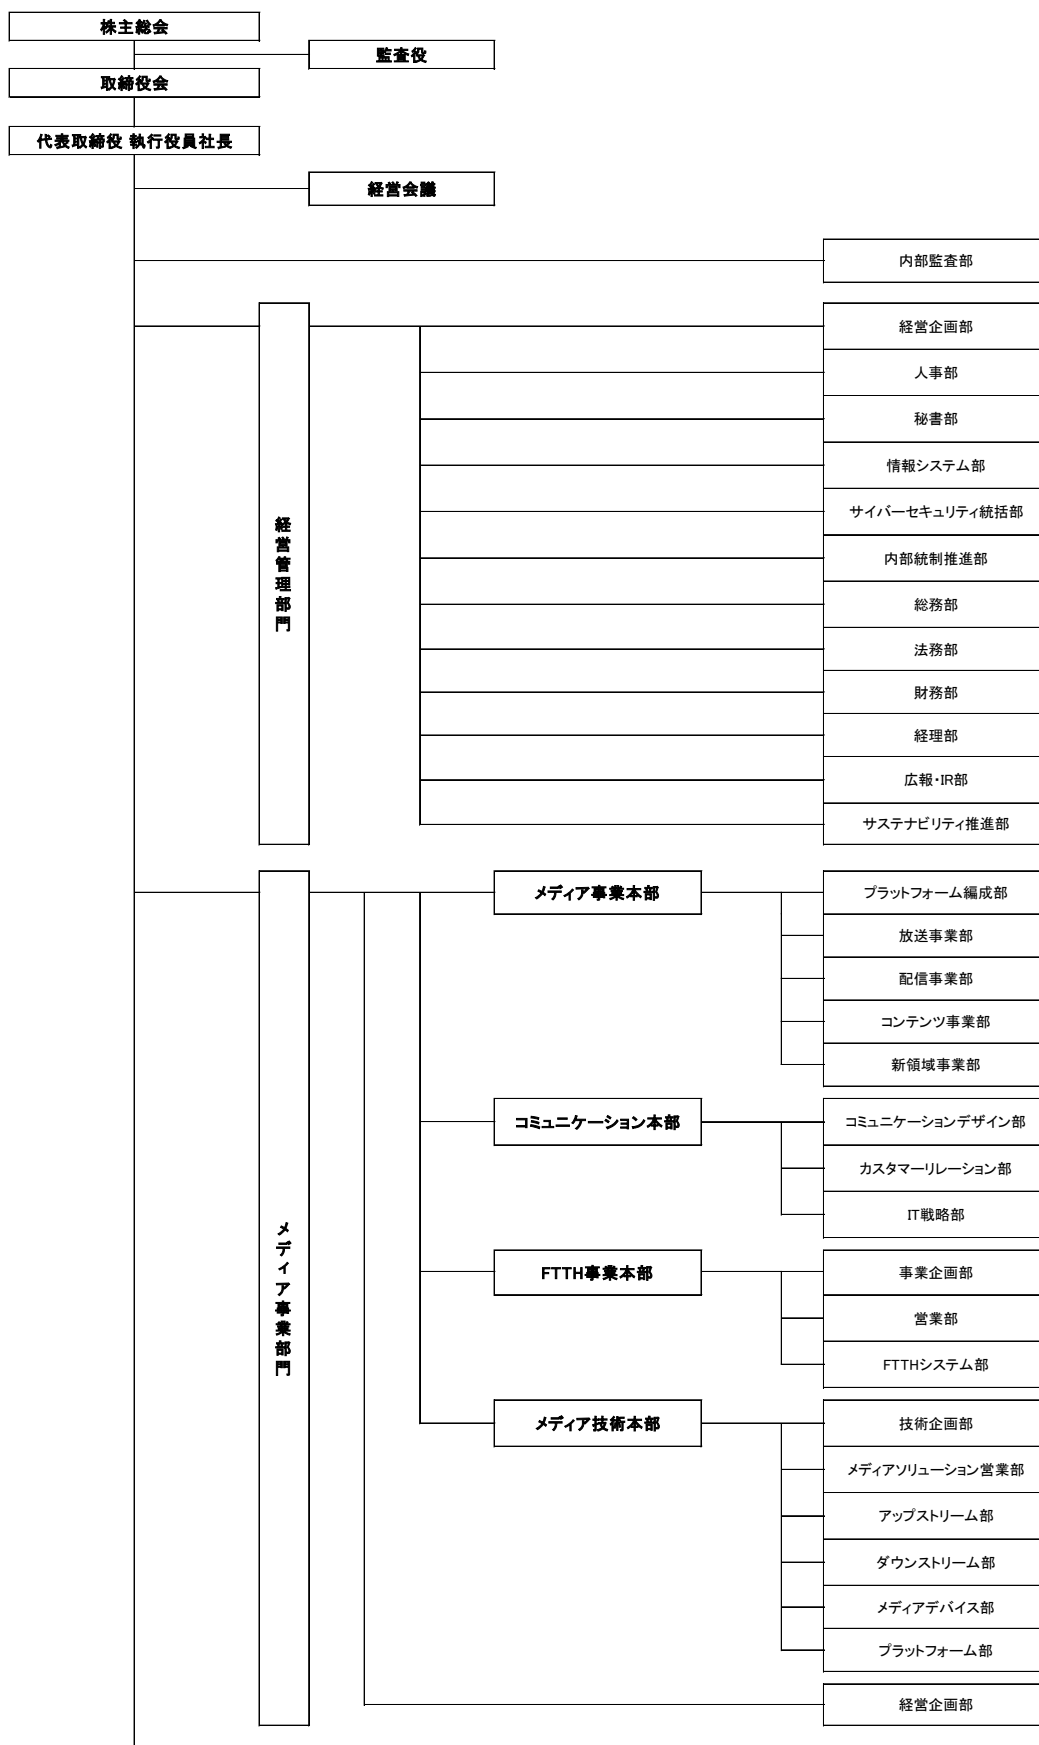 株主総会
監査役
取締役会
代表取締役 執行役員社長
経営会議
内部監査部
経営管理部門
経営企画部
人事部
秘書部
情報システム部
サイバーセキュリティ統括部
内部統制推進部
総務部
法務部
財務部
経理部
広報・IR部
サステナビリティ推進部
メディア事業部門
メディア事業本部
プラットフォーム編成部
放送事業部
配信事業部
コンテンツ事業部
新領域事業部
コミュニケーション本部
コミュニケーションデザイン部
カスタマーリレーション部
IT戦略部
FTTH事業本部
事業企画部
営業部
FTTHシステム部
メディア技術本部
技術企画部
メディアソリューション営業部
アップストリーム部
ダウンストリーム部
メディアデバイス部
プラットフォーム部
経営企画部